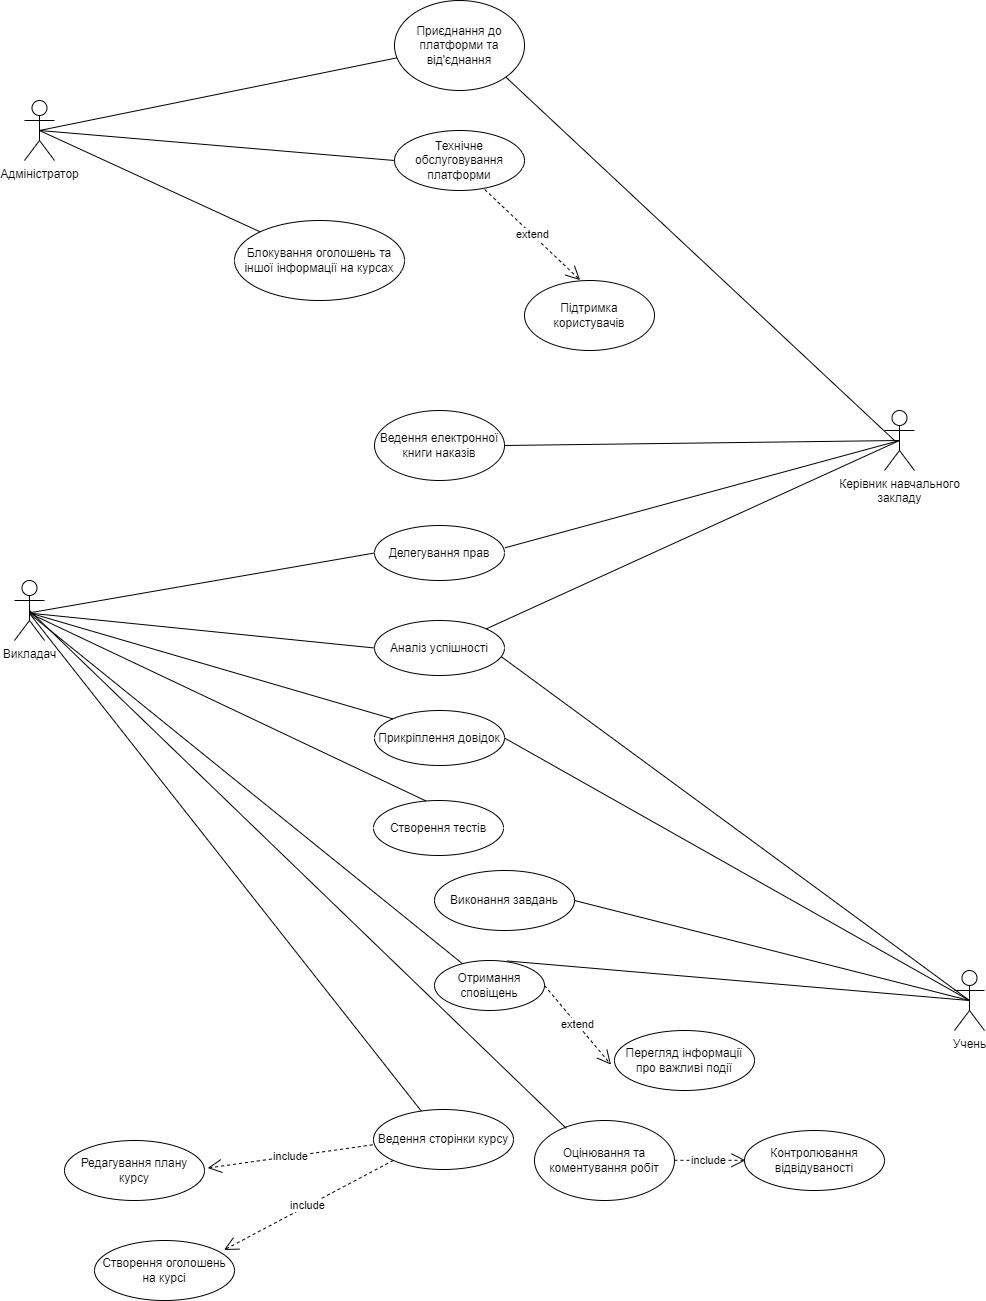 Приєднання до
платформи та
від'єднання
Адміністратор
Технічне
обслуговування
платформи
extend
Блокування оголошень та
іншої інформації на курсах
Підтримка
користувачів
Ведення електронної
книги наказів
Керівник навчального
закладу
Делегування прав
Викладач
Аналіз успішності
Прикріплення довідок
Створення тестів
Виконання завдань
Отримання
сповіщень
extend
Учень
Перегляд інформації
про важливі події
Ведення сторінки курсу
include
Редагування плану
курсу
Оцінювання та
коментування робіт
include
Контролювання
відвідуваності
include
Створення оголошень
на курсі